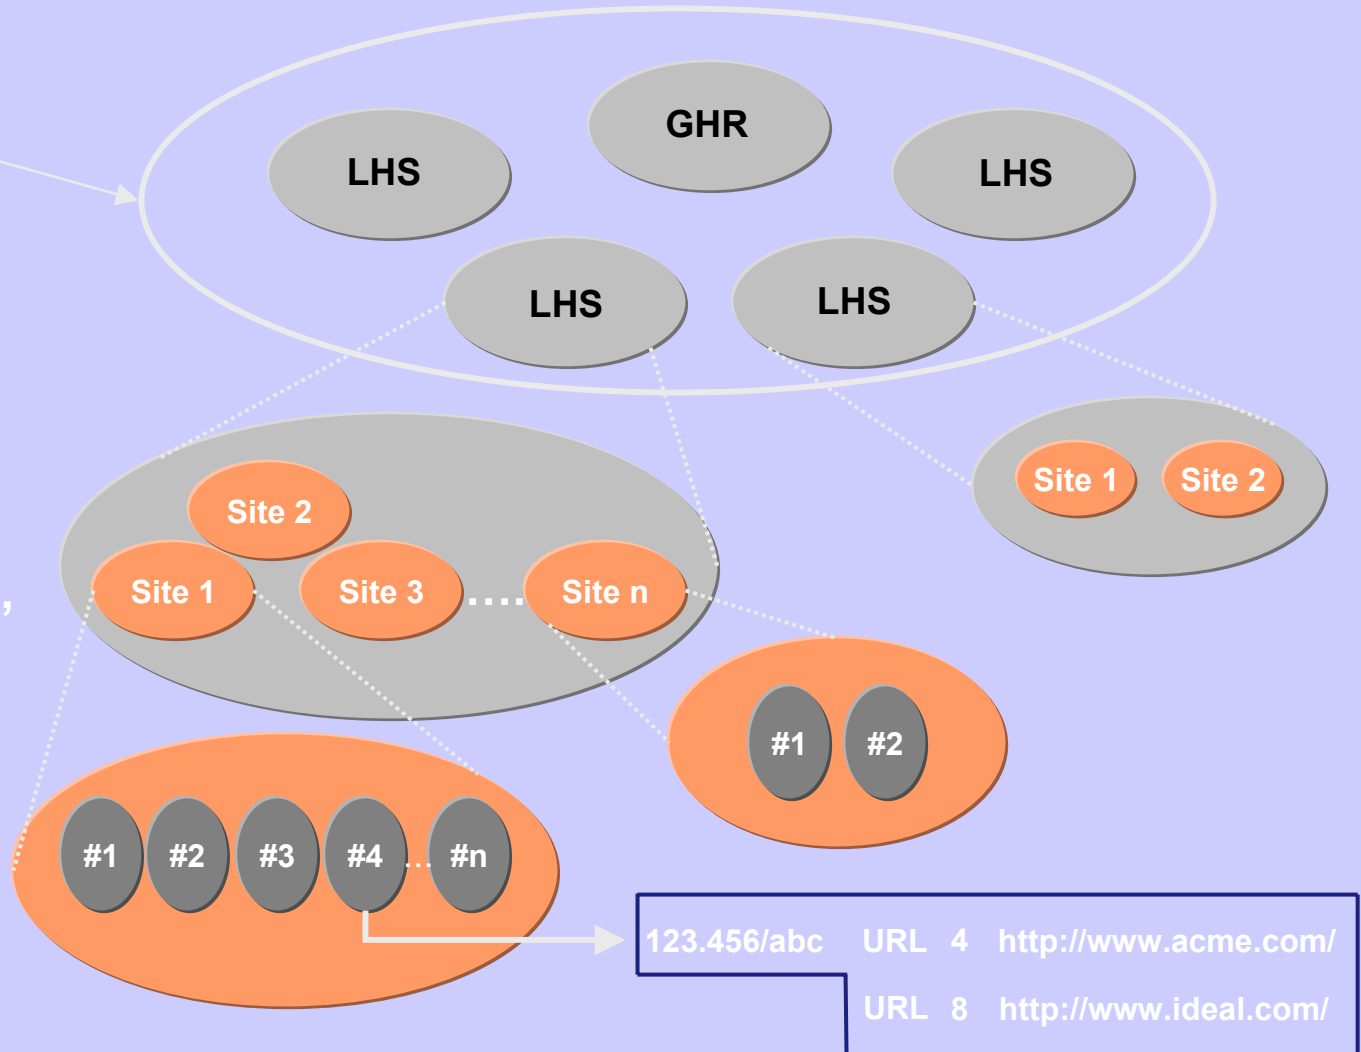 GHR
LHS
LHS
LHS
LHS
Site 1
Site 2
Site 2
,
Site 1
Site 3
....
Site n
#1
#2
#1
#2
#3
#4
...
#n
123.456/abc URL 4 http://www.acme.com/
URL 8 http://www.ideal.com/